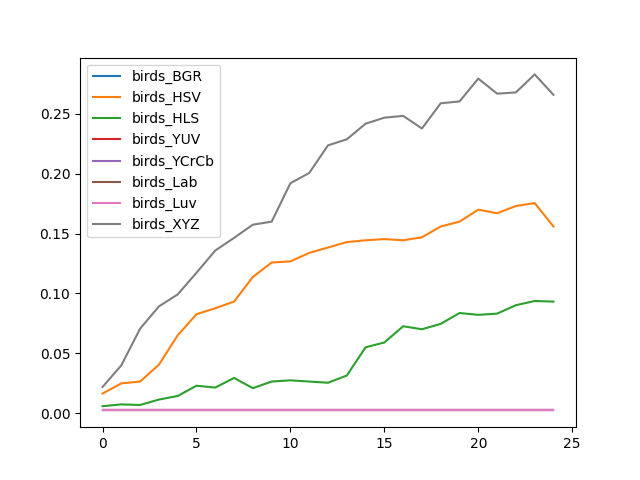 birds_BGR
birds_HSV
birds_HLS
birds_YUV
birds_YCrCb
birds_Lab
birds_Luv
birds_XYZ
0.25
0.20
0.15
0.10
0.05
0.00
0 5 10 15 20 25